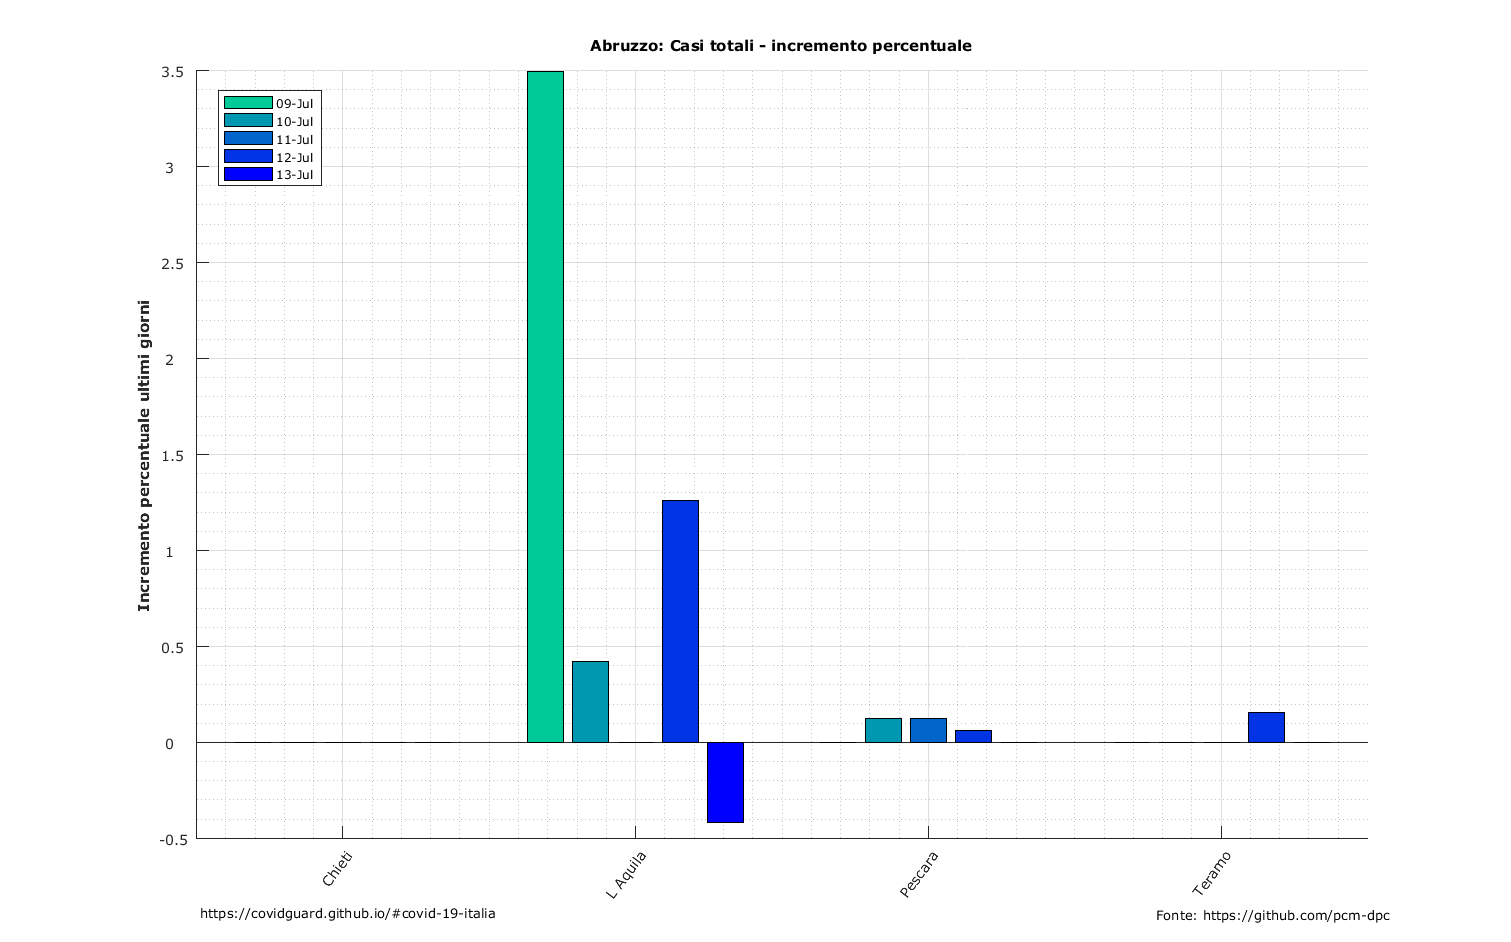 Abruzzo: Casi totali - incremento percentuale
3.5
3
2.5
2
1.5
1
0.5
0
-0.5
09-Jul
10-Jul
11-Jul
12-Jul
13-Jul
Incremento percentuale ultimi giorni
Chieti
L Aquila
Pescara
Teramo
https://covidguard.github.io/#covid-19-italia
Fonte: https://github.com/pcm-dpc